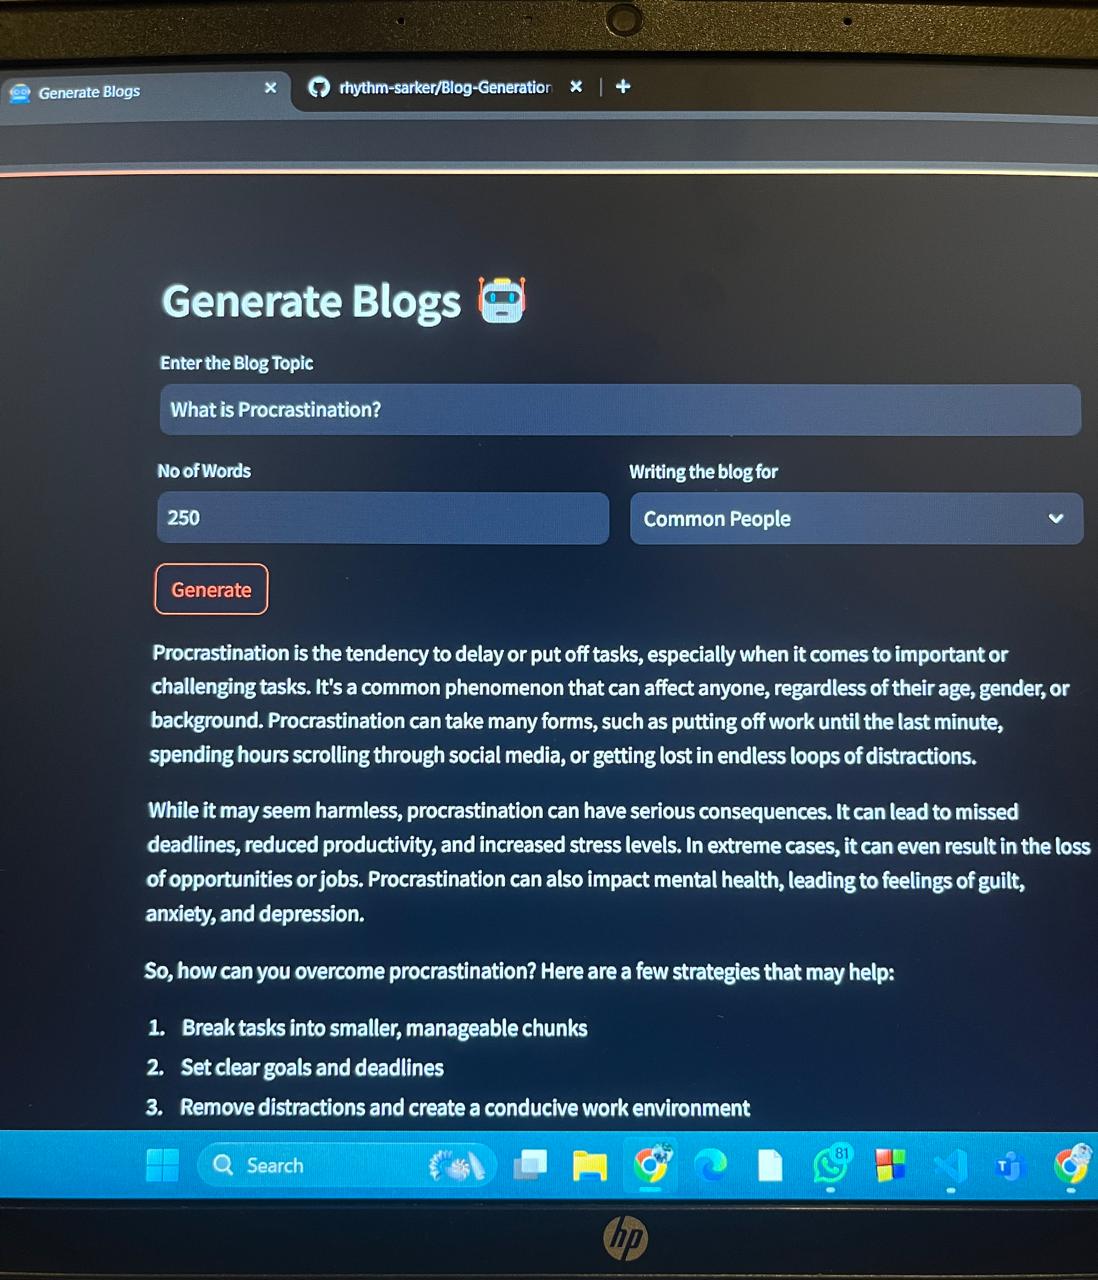 Generate Blogs
rhythm-sarker/Blog-Generation
Generate Blogs
Enter the Blog Topic
What is Procrastination?
No of Words
Writing the blog for
250
Common People
Generate
Procrastination is the tendency to delay or put off tasks, especially when it comes to important or
challenging tasks. It's a common phenomenon that can affect anyone, regardless of their age, gender, or
background. Procrastination can take many forms, such as putting off work until the last minute,
spending hours scrolling through social media, or getting lost in endless loops of distractions.
While it may seem harmless, procrastination can have serious consequences. It can lead to missed
deadlines, reduced productivity, and increased stress levels. In extreme cases, it can even result in the loss
of opportunities or jobs. Procrastination can also impact mental health, leading to feelings of guilt,
anxiety, and depression.
So, how can you overcome procrastination? Here are a few strategies that may help:
1. Break tasks into smaller, manageable chunks
2. Set clear goals and deadlines
3. Remove distractions and create a conducive work environment
Search
81
T
hp